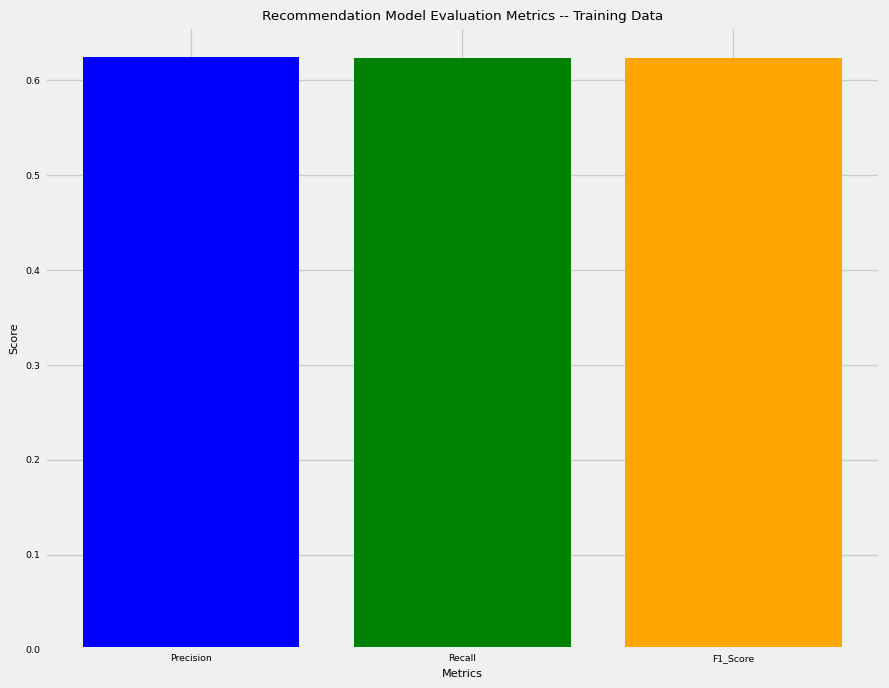 Recommendation Model Evaluation Metrics -- Training Data
0.6
0.5
0.4
0.3
0.2
0.1
0.0
Score
Precision
Recall
F1_Score
Metrics